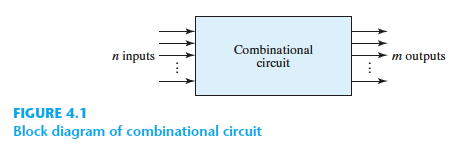 n inputs
Combinational
circuit
m outputs
FIGURE 4.1
Block diagram of combinational circuit